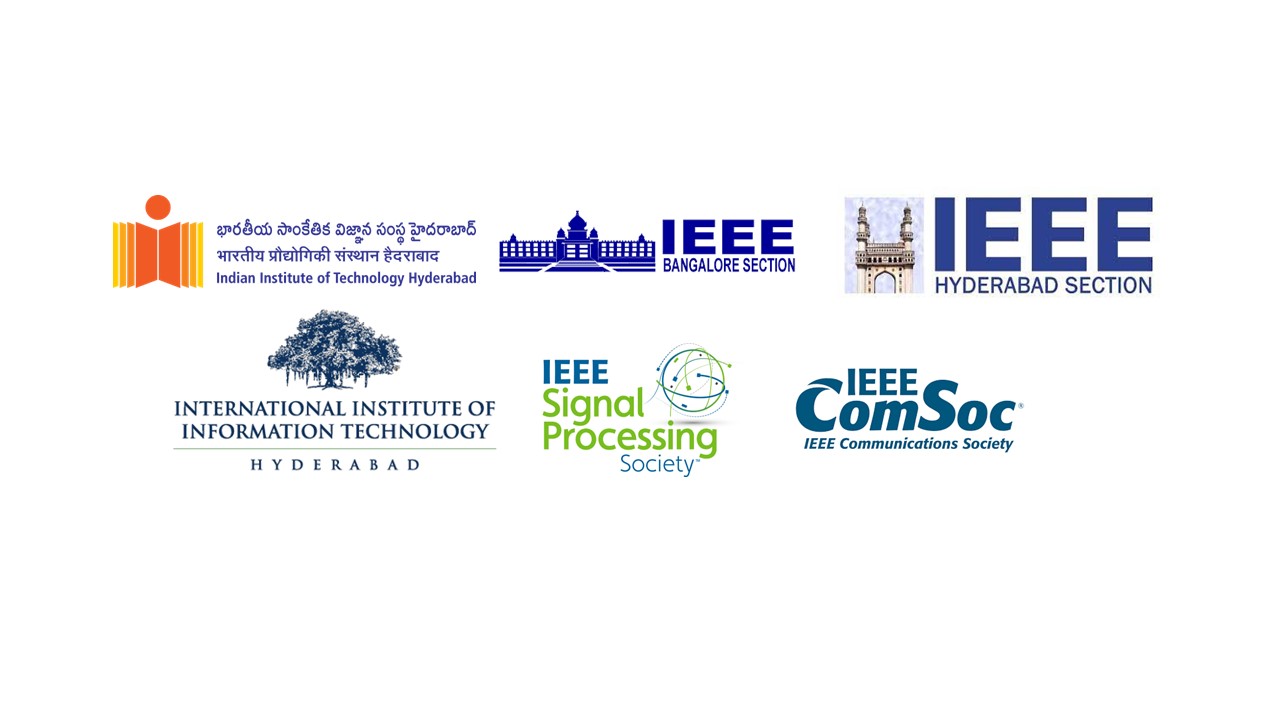 భారతీయ సాంకేతిక విజ్ఞాన సంస్థ హైదరాబాద్
भारतीय प्रौद्योगिकी संस्थान हैदराबाद
Indian Institute of Technology Hyderabad
IEEE
BANGALORE SECTION
IEEE
HYDERABAD SECTION
INTERNATIONAL INSTITUTE OF
INFORMATION TECHNOLOGY
HYDERABAD
IEEE
Signal
Processing
Society™
IEEE
ComSoc®
IEEE Communications Society